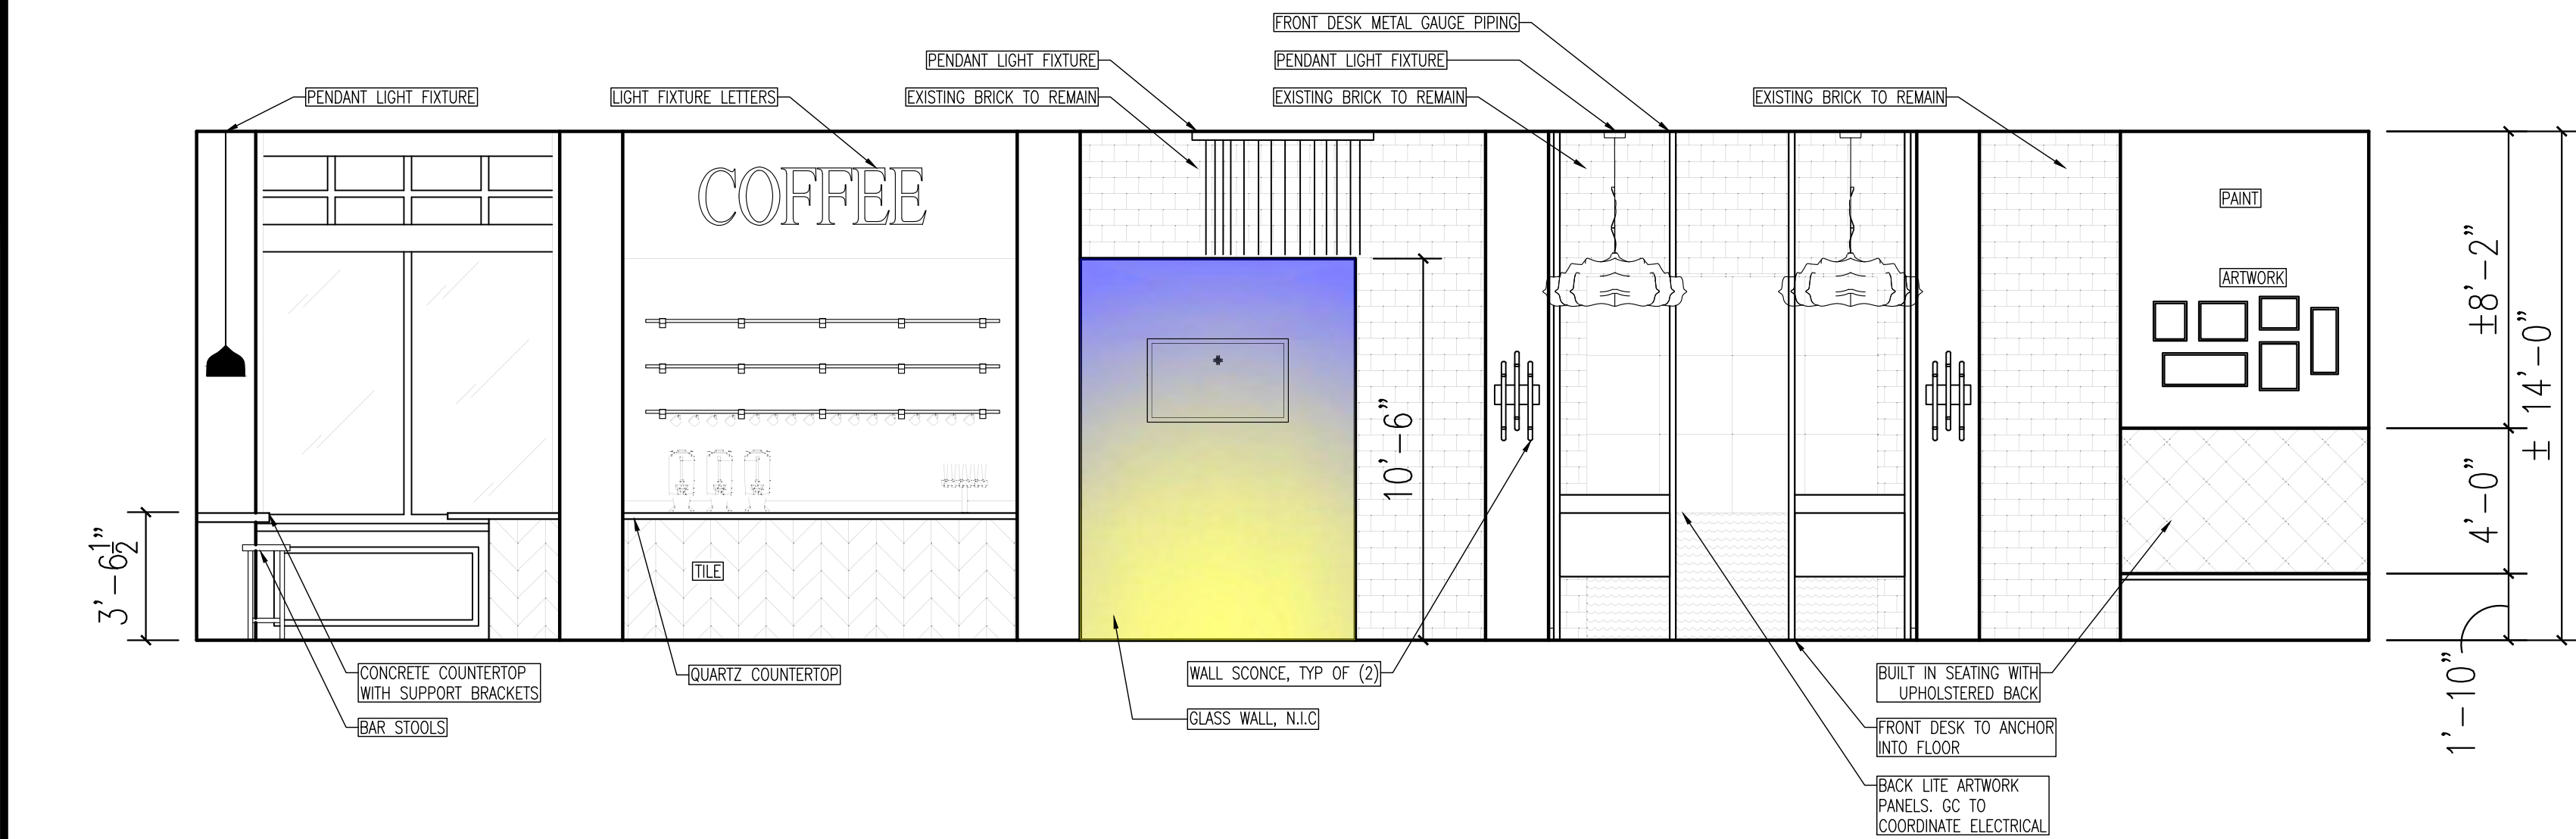 FRONT DESK METAL GAUGE PIPING
PENDANT LIGHT FIXTURE
PENDANT LIGHT FIXTURE
PENDANT LIGHT FIXTURE
LIGHT FIXTURE LETTERS
EXISTING BRICK TO REMAIN
EXISTING BRICK TO REMAIN
EXISTING BRICK TO REMAIN
COFFEE
PAINT
ARTWORK
±8'-2"
± 14'-0"
10'-6"
4'-0"
3'-6 1/2"
TILE
1'-10"
CONCRETE COUNTERTOP
WITH SUPPORT BRACKETS
BAR STOOLS
QUARTZ COUNTERTOP
WALL SCONCE, TYP OF (2)
GLASS WALL, N.I.C
BUILT IN SEATING WITH
UPHOLSTERED BACK
FRONT DESK TO ANCHOR
INTO FLOOR
BACK LITE ARTWORK
PANELS. GC TO
COORDINATE ELECTRICAL